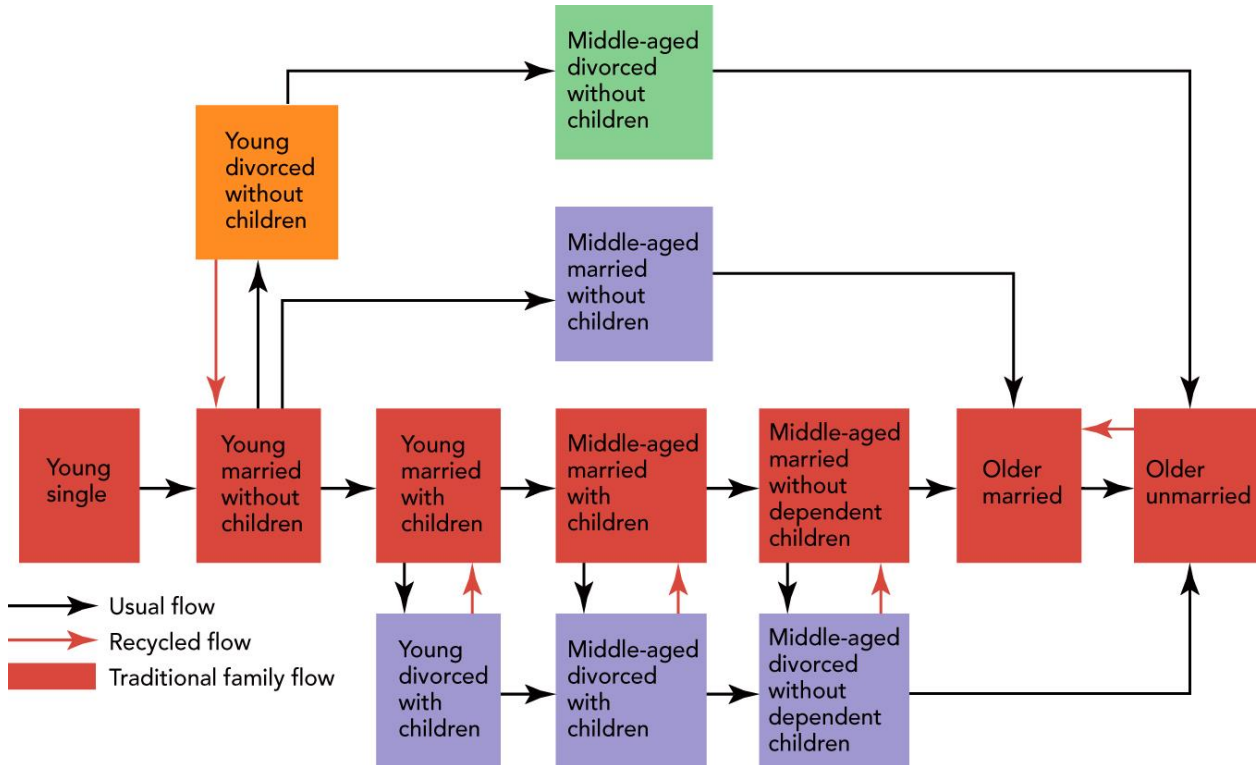 Middle-aged
divorced
without
children
Young
divorced
without
children
Middle-aged
married
without
children
Young
single
Young
married
without
children
Young
married
with
children
Middle-aged
married
with
children
Middle-aged
married
without
dependent
children
Older
married
Older
unmarried
Usual flow
Recycled flow
Traditional family flow
Young
divorced
with
children
Middle-aged
divorced
with
children
Middle-aged
divorced
without
dependent
children